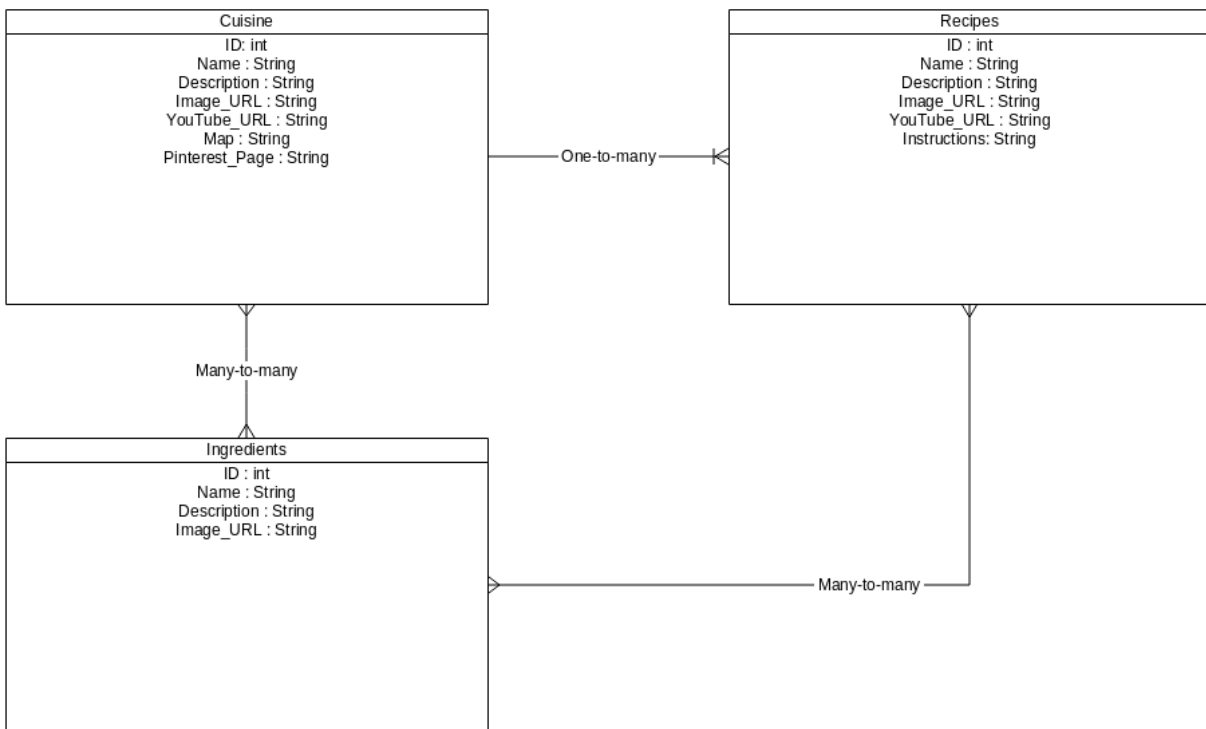 Cuisine
ID: int
Name : String
Description : String
Image_URL : String
YouTube_URL : String
Map : String
Pinterest_Page : String
One-to-many
Recipes
ID : int
Name : String
Description : String
Image_URL : String
YouTube_URL : String
Instructions: String
Many-to-many
Ingredients
ID : int
Name : String
Description : String
Image_URL : String
Many-to-many